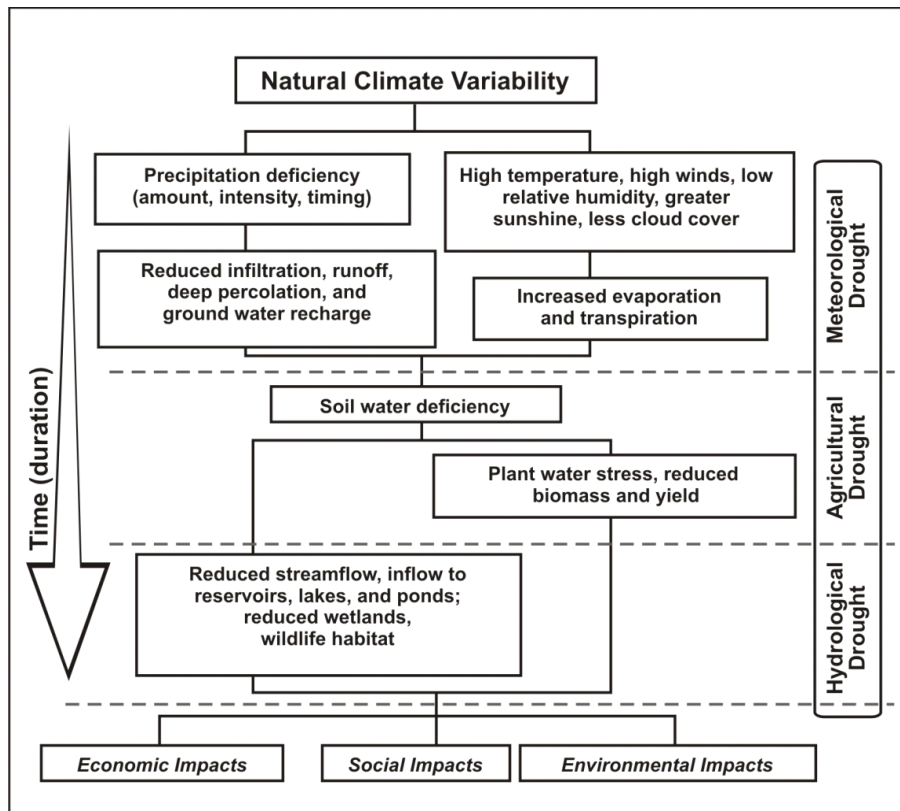 Natural Climate Variability
Precipitation deficiency
(amount, intensity, timing)
High temperature, high winds, low
relative humidity, greater
sunshine, less cloud cover
Reduced infiltration, runoff,
deep percolation, and
ground water recharge
Increased evaporation
and transpiration
Soil water deficiency
Plant water stress, reduced
biomass and yield
Reduced streamflow, inflow to
reservoirs, lakes, and ponds;
reduced wetlands,
wildlife habitat
Economic Impacts
Social Impacts
Environmental Impacts
Time (duration)
Meteorological
Drought
Agricultural
Drought
Hydrological
Drought